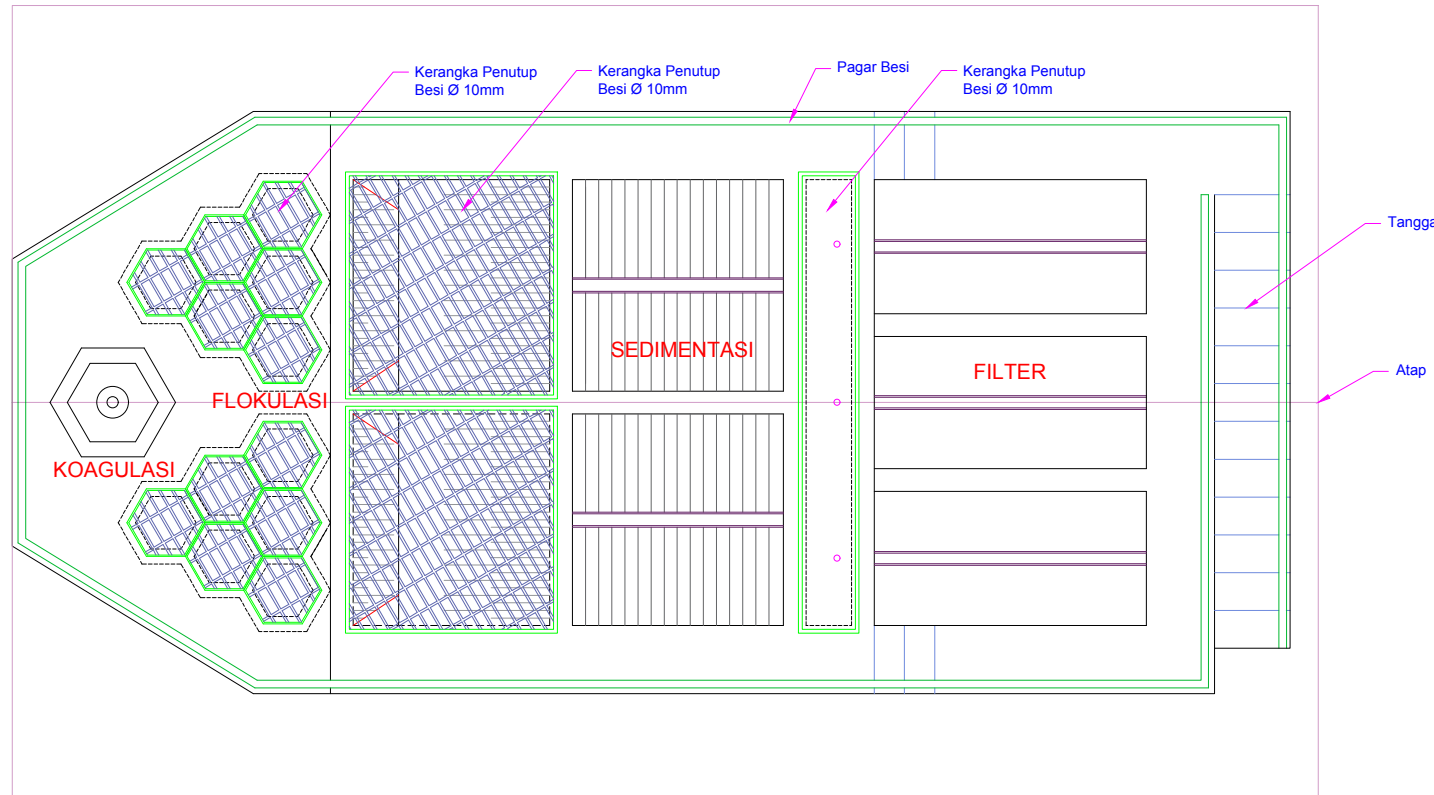 Kerangka Penutup
Besi Ø 10mm
Kerangka Penutup
Besi Ø 10mm
Pagar Besi
Kerangka Penutup
Besi Ø 10mm
Tangga
SEDIMENTASI
FILTER
Atap
FLOKULASI
KOAGULASI